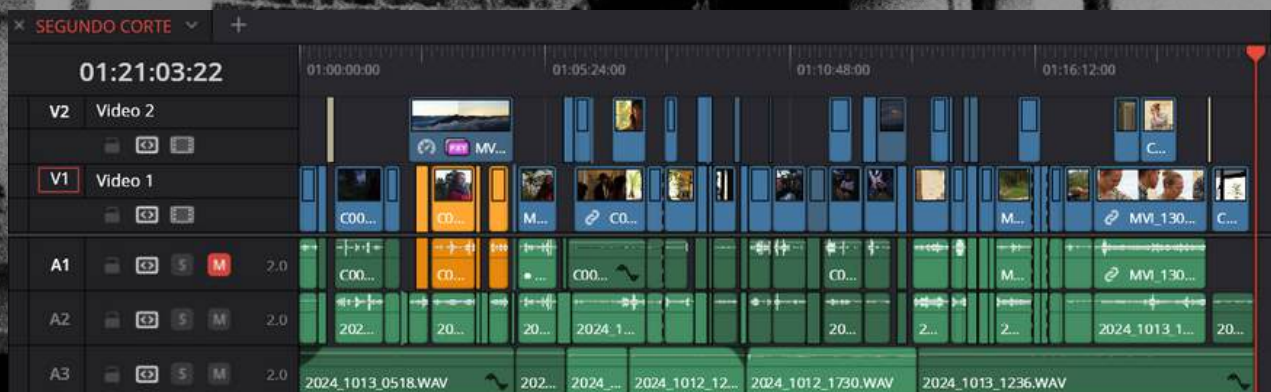 × SEGUNDO CORTE +
01:21:03:22 01:00:00:00 01:05:24:00 01:10:48:00 01:16:12:00
V2 Video 2
PXY MV... C...
V1 Video 1
C00... C0... M... C0... M... MVI_130... C...
A1 S M 2.0 C00... C0... ... C00... C0... M... MVI_130...
A2 S M 2.0 202... 20... 20... 2024_1... 20... 2... 2... 2024_1013_1... 20...
A3 S M 2.0 2024_1013_0518.WAV 202... 2024_... 2024_1012_12... 2024_1012_1730.WAV 2024_1013_1236.WAV